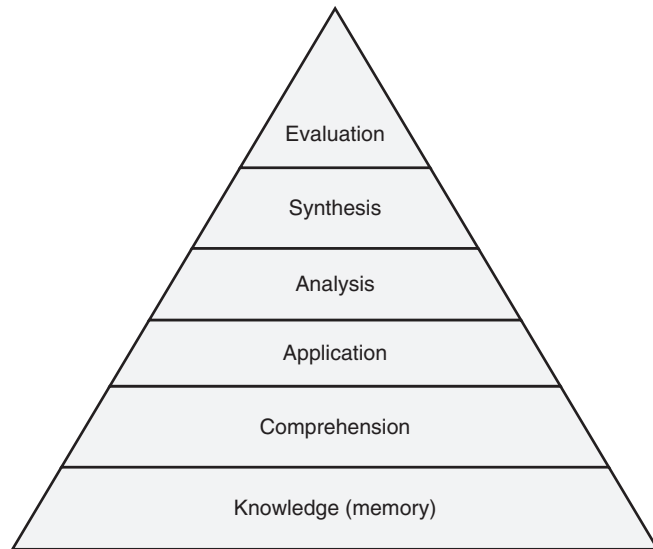 Evaluation
Synthesis
Analysis
Application
Comprehension
Knowledge (memory)